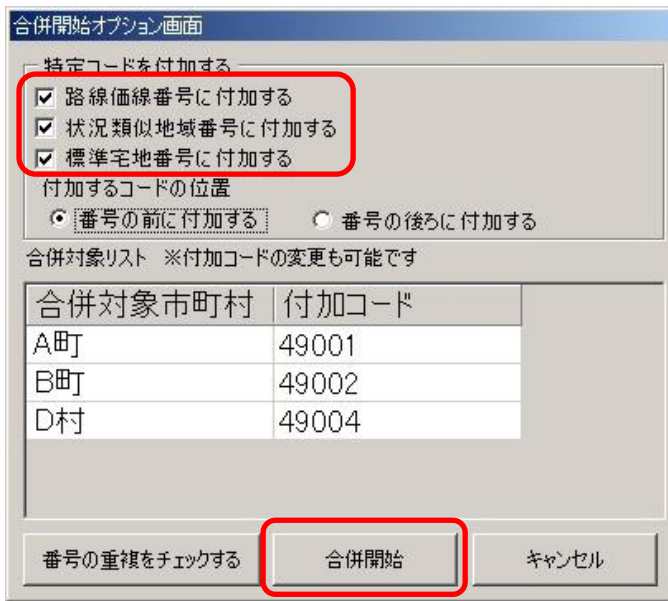 合併開始オプション画面
特定コードを付加する
路線価線番号に付加する
状況類似地域番号に付加する
標準宅地番号に付加する
付加するコードの位置
番号の前に付加する 番号の後ろに付加する
合併対象リスト ※付加コードの変更も可能です
合併対象市町村 付加コード
A町 49001
B町 49002
D村 49004
番号の重複をチェックする 合併開始 キャンセル